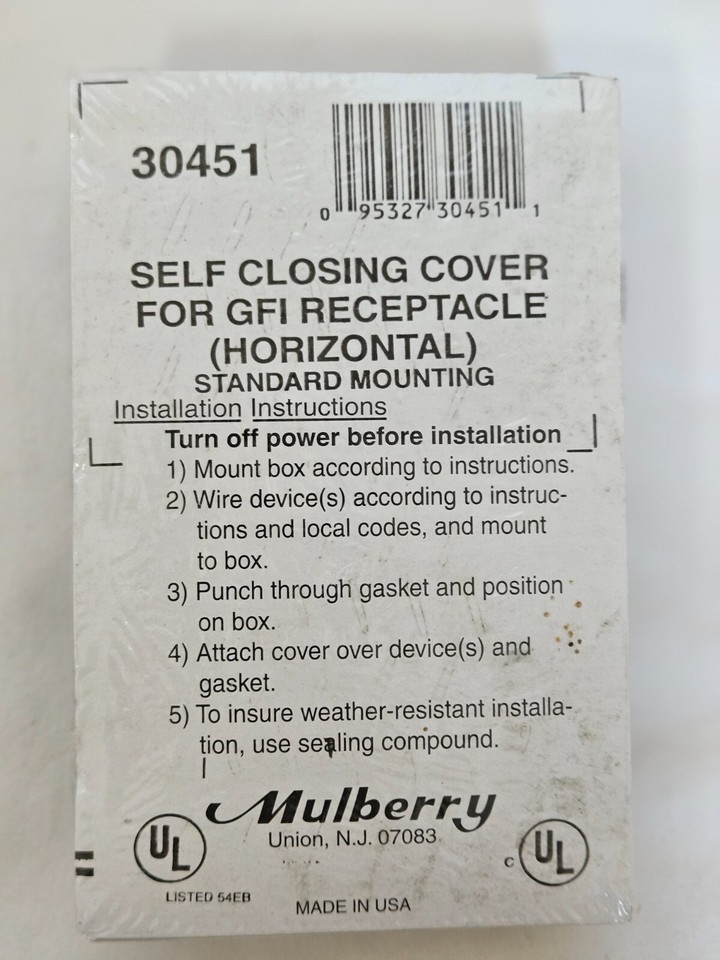 30451
0 95327 30451 1
SELF CLOSING COVER
FOR GFI RECEPTACLE
(HORIZONTAL)
STANDARD MOUNTING
Installation Instructions
Turn off power before installation
1) Mount box according to instructions.
2) Wire device(s) according to instruc-
tions and local codes, and mount
to box.
3) Punch through gasket and position
on box.
4) Attach cover over device(s) and
gasket.
5) To insure weather-resistant installa-
tion, use sealing compound.
Mulberry
Union, N.J. 07083
UL
c UL
LISTED 54EB
MADE IN USA